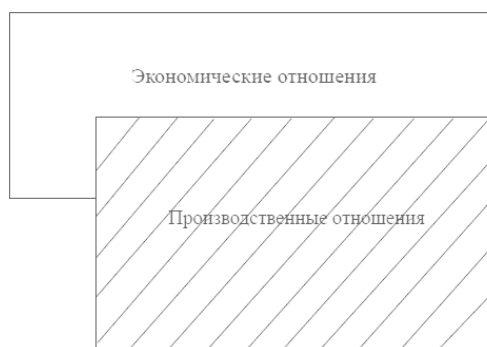 Экономические отношения
Производственные отношения